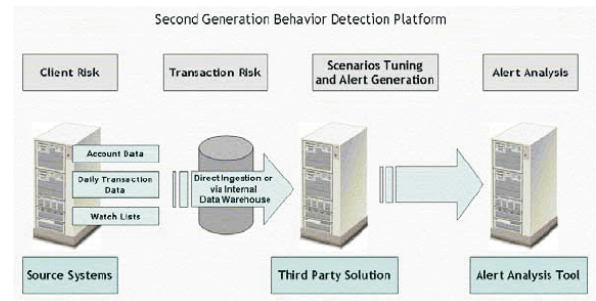 Second Generation Behavior Detection Platform
Client Risk
Transaction Risk
Scenarios Tuning
and Alert Generation
Alert Analysis
Account Data
Daily Transaction
Data
Watch Lists
Direct Ingestion or
via Internal
Data Warehouse
Source Systems
Third Party Solution
Alert Analysis Tool